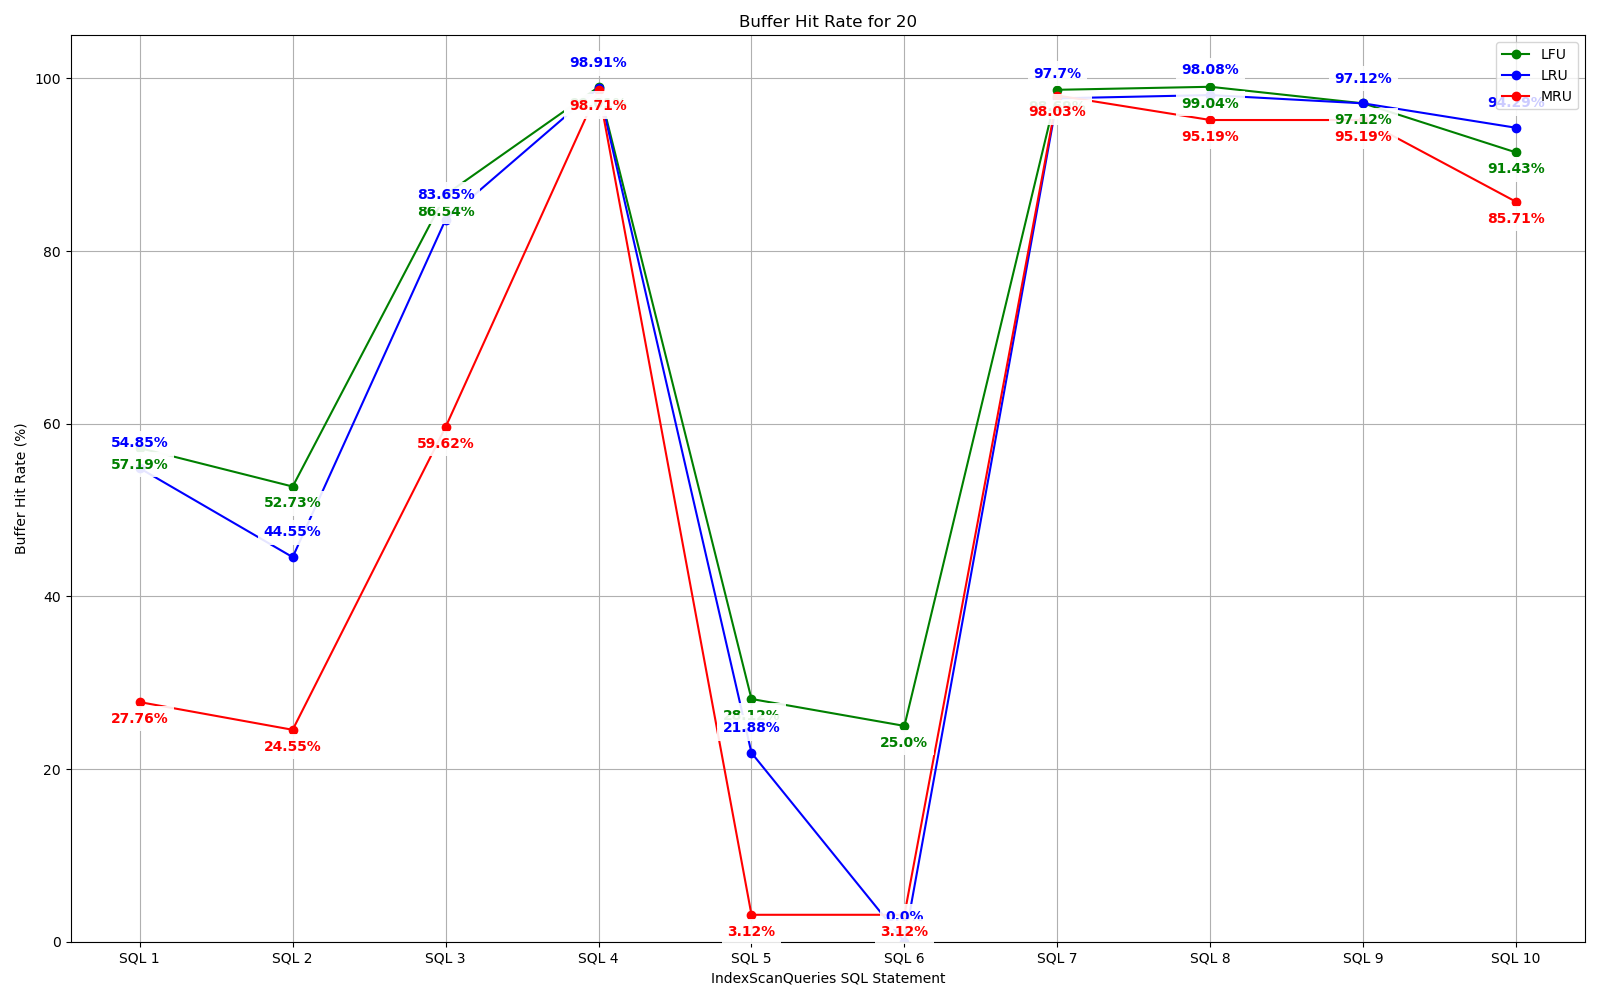 Buffer Hit Rate for 20
LFU
LRU
MRU
Buffer Hit Rate (%)
100
80
60
40
20
0
98.91%
98.71%
97.7%
98.03%
98.08%
99.04%
95.19%
97.12%
97.12%
95.19%
94.29%
91.43%
85.71%
83.65%
86.54%
59.62%
54.85%
57.19%
52.73%
44.55%
27.76%
24.55%
28.12%
21.88%
25.0%
3.12%
0.0%
3.12%
SQL 1
SQL 2
SQL 3
SQL 4
SQL 5
SQL 6
SQL 7
SQL 8
SQL 9
SQL 10
IndexScanQueries SQL Statement